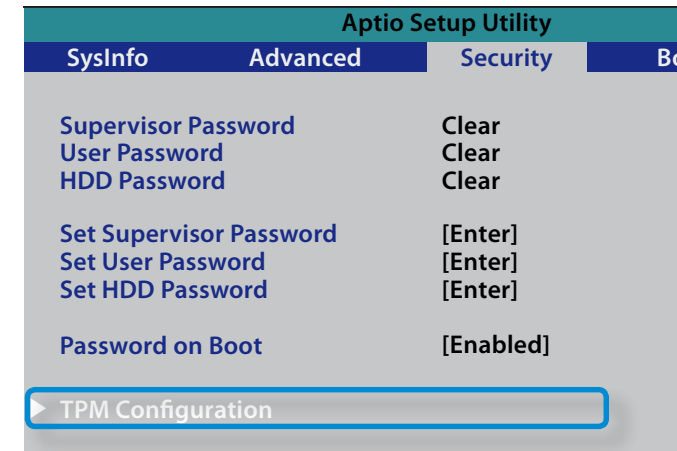 Aptio Setup Utility
SysInfo Advanced Security Bo
Supervisor Password Clear
User Password Clear
HDD Password Clear
Set Supervisor Password [Enter]
Set User Password [Enter]
Set HDD Password [Enter]
Password on Boot [Enabled]
TPM Configuration